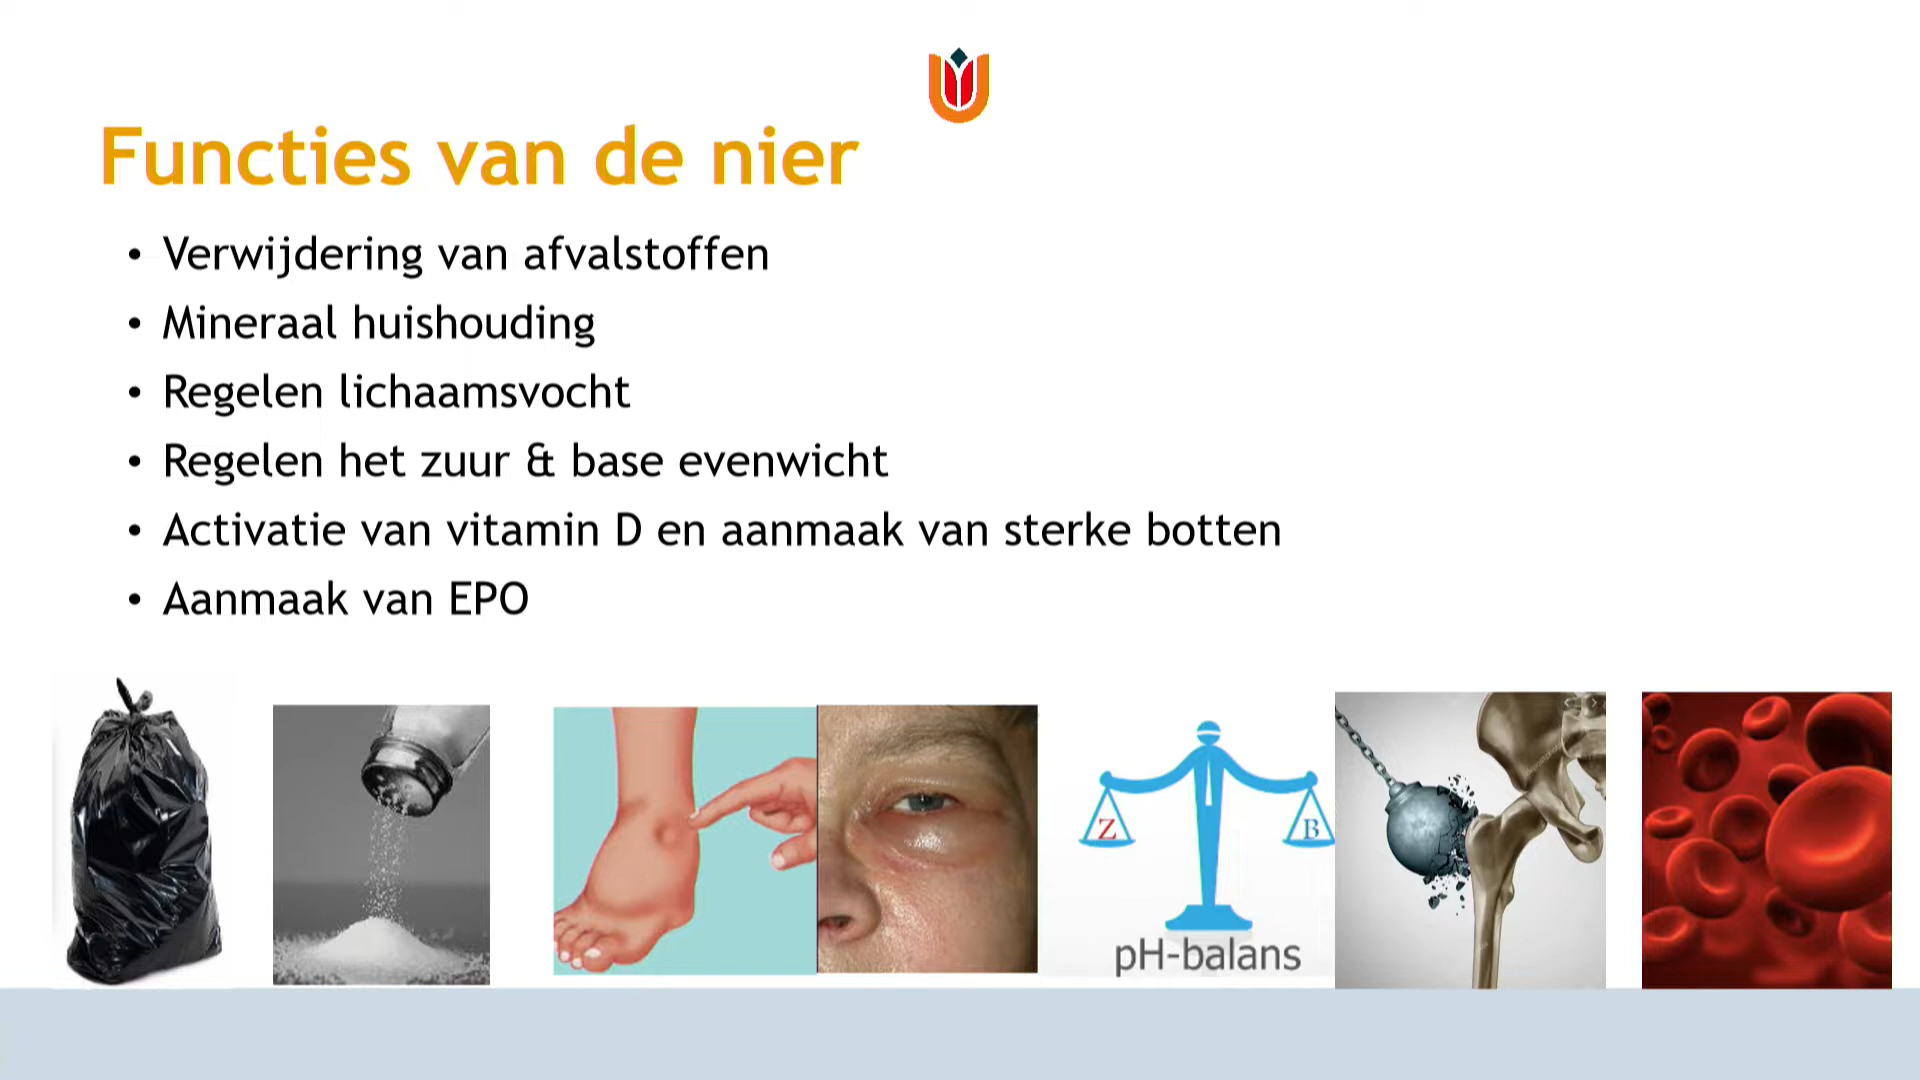 Functies van de nier
• Verwijdering van afvalstoffen
• Mineraal huishouding
• Regelen lichaamsvocht
• Regelen het zuur & base evenwicht
• Activatie van vitamin D en aanmaak van sterke botten
• Aanmaak van EPO
Z B
pH-balans